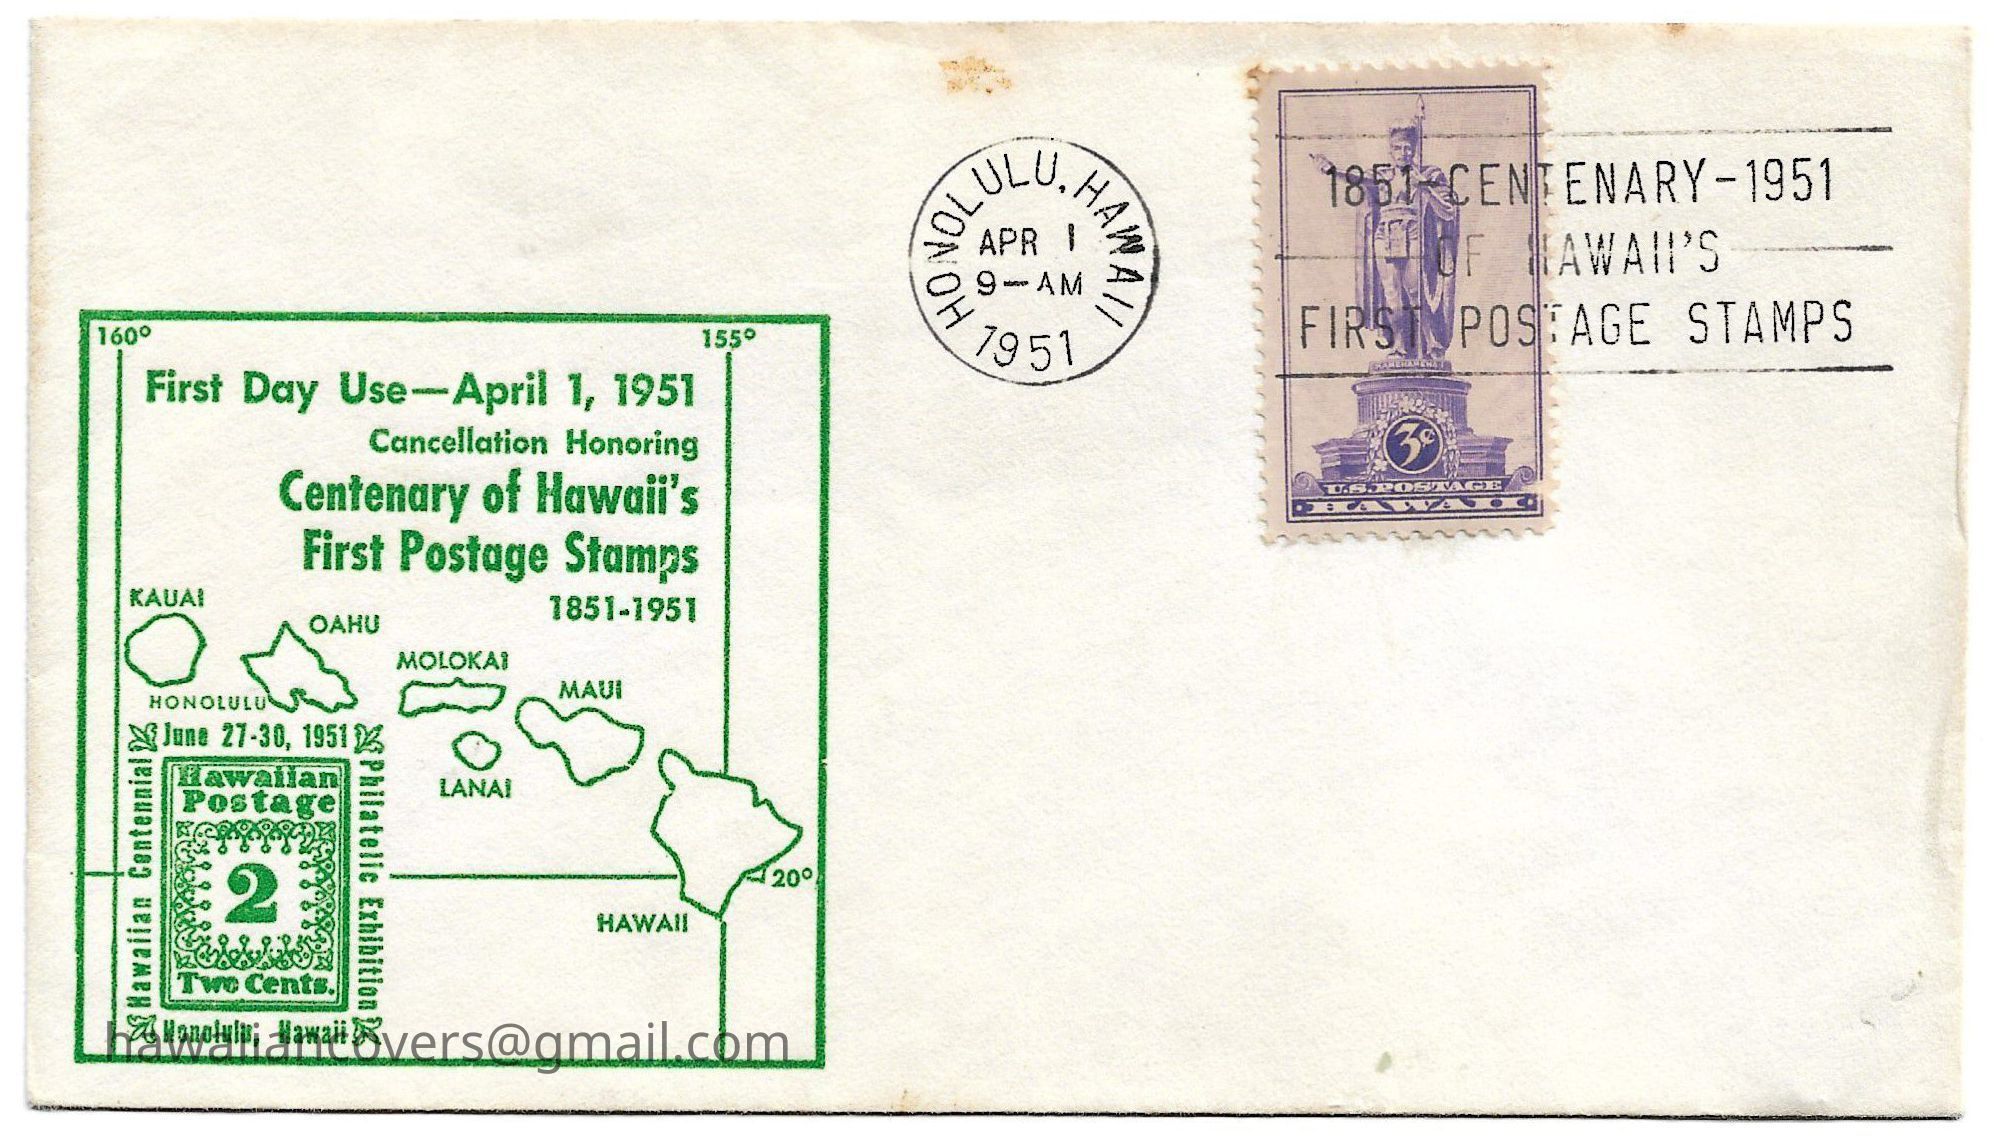 HONOLULU, HAWAII
APR 1
9-AM
1951
1851-CENTENARY-1951
OF HAWAII'S
FIRST POSTAGE STAMPS
KAMEHAMEHA I
3¢
U.S. POSTAGE
HAWAII
160° 155°
First Day Use—April 1, 1951
Cancellation Honoring
Centenary of Hawaii's
First Postage Stamps
1851-1951
KAUAI
OAHU
HONOLULU
MOLOKAI
MAUI
LANAI
HAWAII
20°
June 27-30, 1951
Hawaiian Centennial
Philatelic Exhibition
Hawaiian
Postage
2
Two Cents.
Honolulu, Hawaii
hawaiiancovers@gmail.com